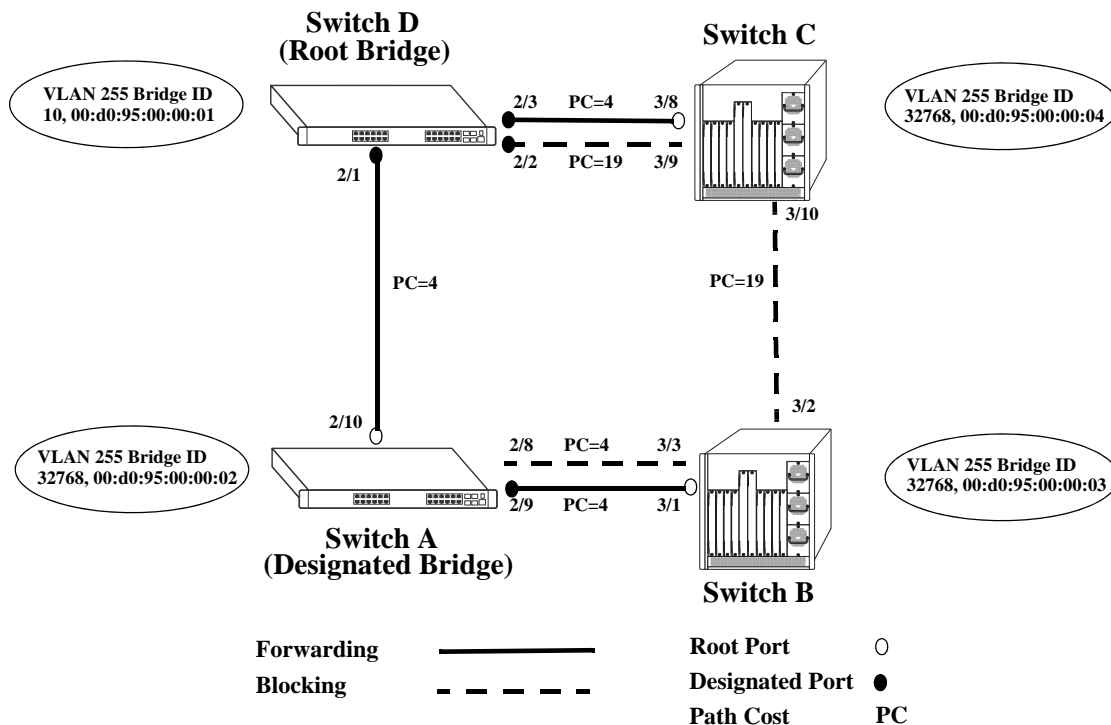 Switch D
(Root Bridge)
Switch C
VLAN 255 Bridge ID
10, 00:d0:95:00:00:01
2/3 PC=4 3/8
VLAN 255 Bridge ID
32768, 00:d0:95:00:00:04
2/2 PC=19 3/9
2/1
3/10
PC=4
PC=19
2/10
3/2
VLAN 255 Bridge ID
32768, 00:d0:95:00:00:02
2/8 PC=4 3/3
VLAN 255 Bridge ID
32768, 00:d0:95:00:00:03
2/9 PC=4 3/1
Switch A
(Designated Bridge)
Switch B
Forwarding
Blocking
Root Port
Designated Port
Path Cost PC